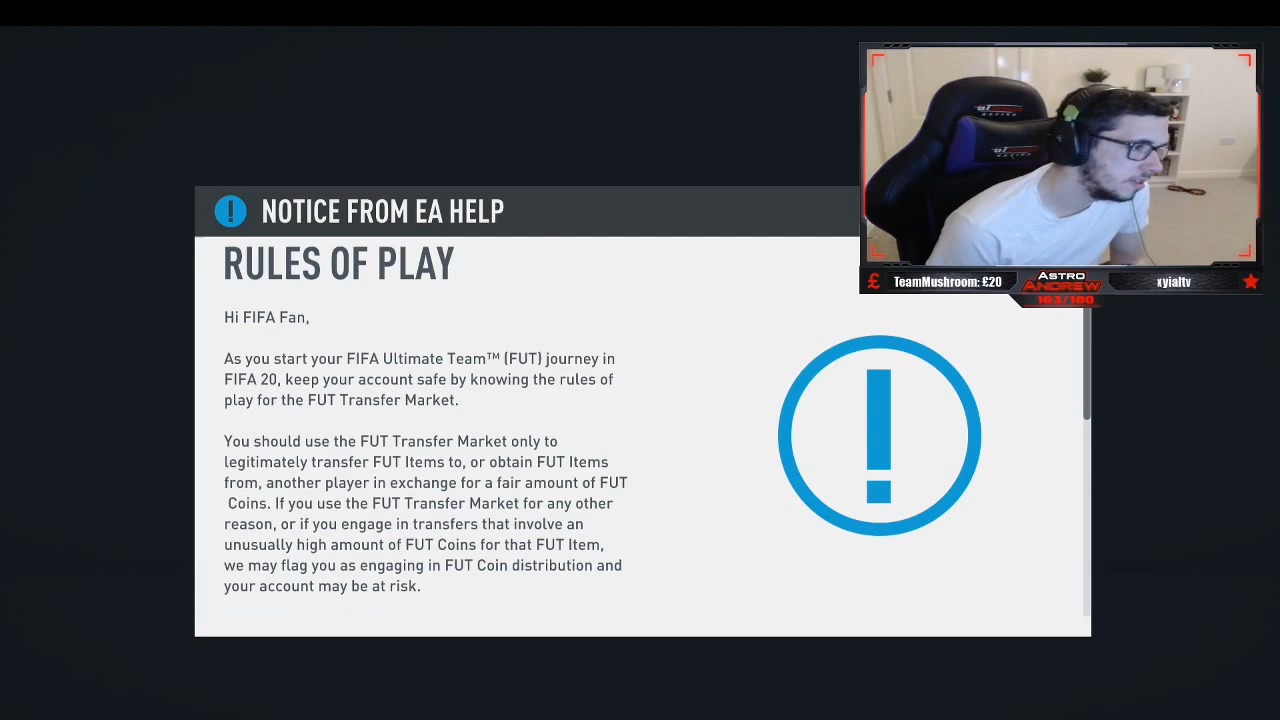 NOTICE FROM EA HELP
RULES OF PLAY
Hi FIFA Fan,
As you start your FIFA Ultimate Team™ (FUT) journey in
FIFA 20, keep your account safe by knowing the rules of
play for the FUT Transfer Market.
You should use the FUT Transfer Market only to
legitimately transfer FUT Items to, or obtain FUT Items
from, another player in exchange for a fair amount of FUT
Coins. If you use the FUT Transfer Market for any other
reason, or if you engage in transfers that involve an
unusually high amount of FUT Coins for that FUT Item,
we may flag you as engaging in FUT Coin distribution and
your account may be at risk.
£ TeamMushroom: £20
ASTRO
ANDREW
103/100
xyialtv